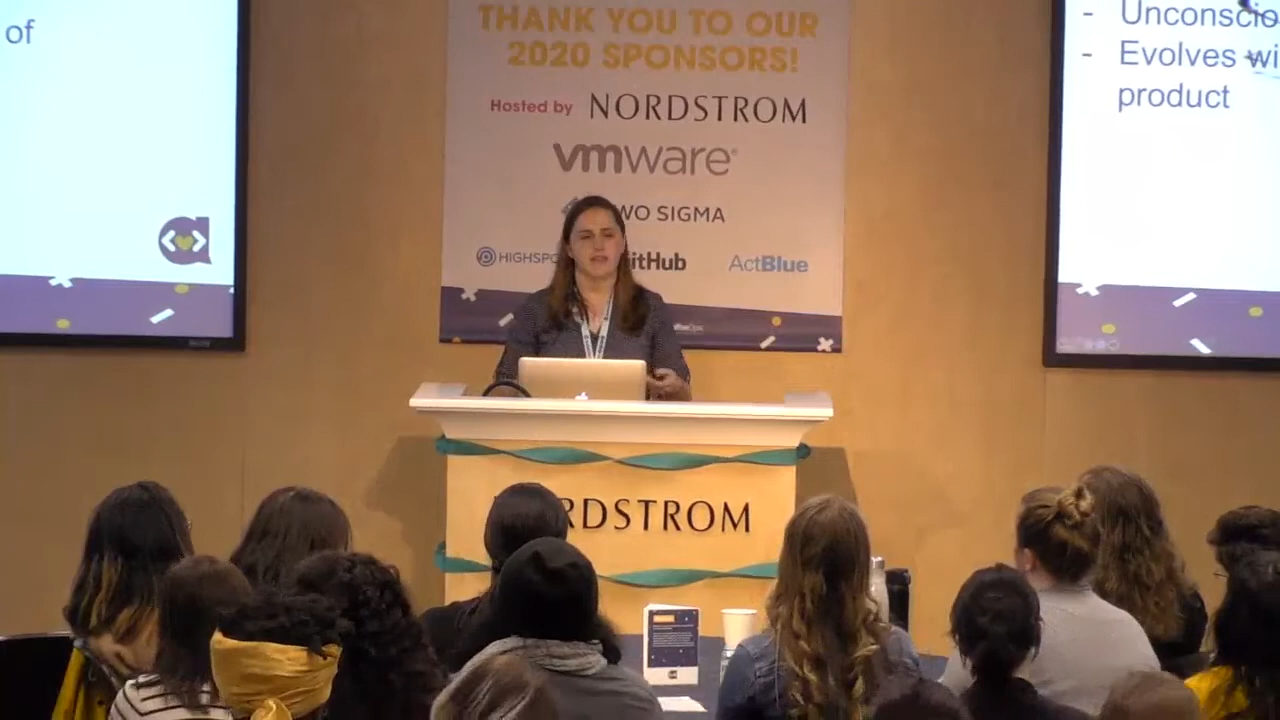 of
THANK YOU TO OUR
2020 SPONSORS!
Hosted by NORDSTROM
vmware®
WO SIGMA
HIGHSPO
itHub
ActBlue
- Unconscio
- Evolves wi
product
RDSTROM